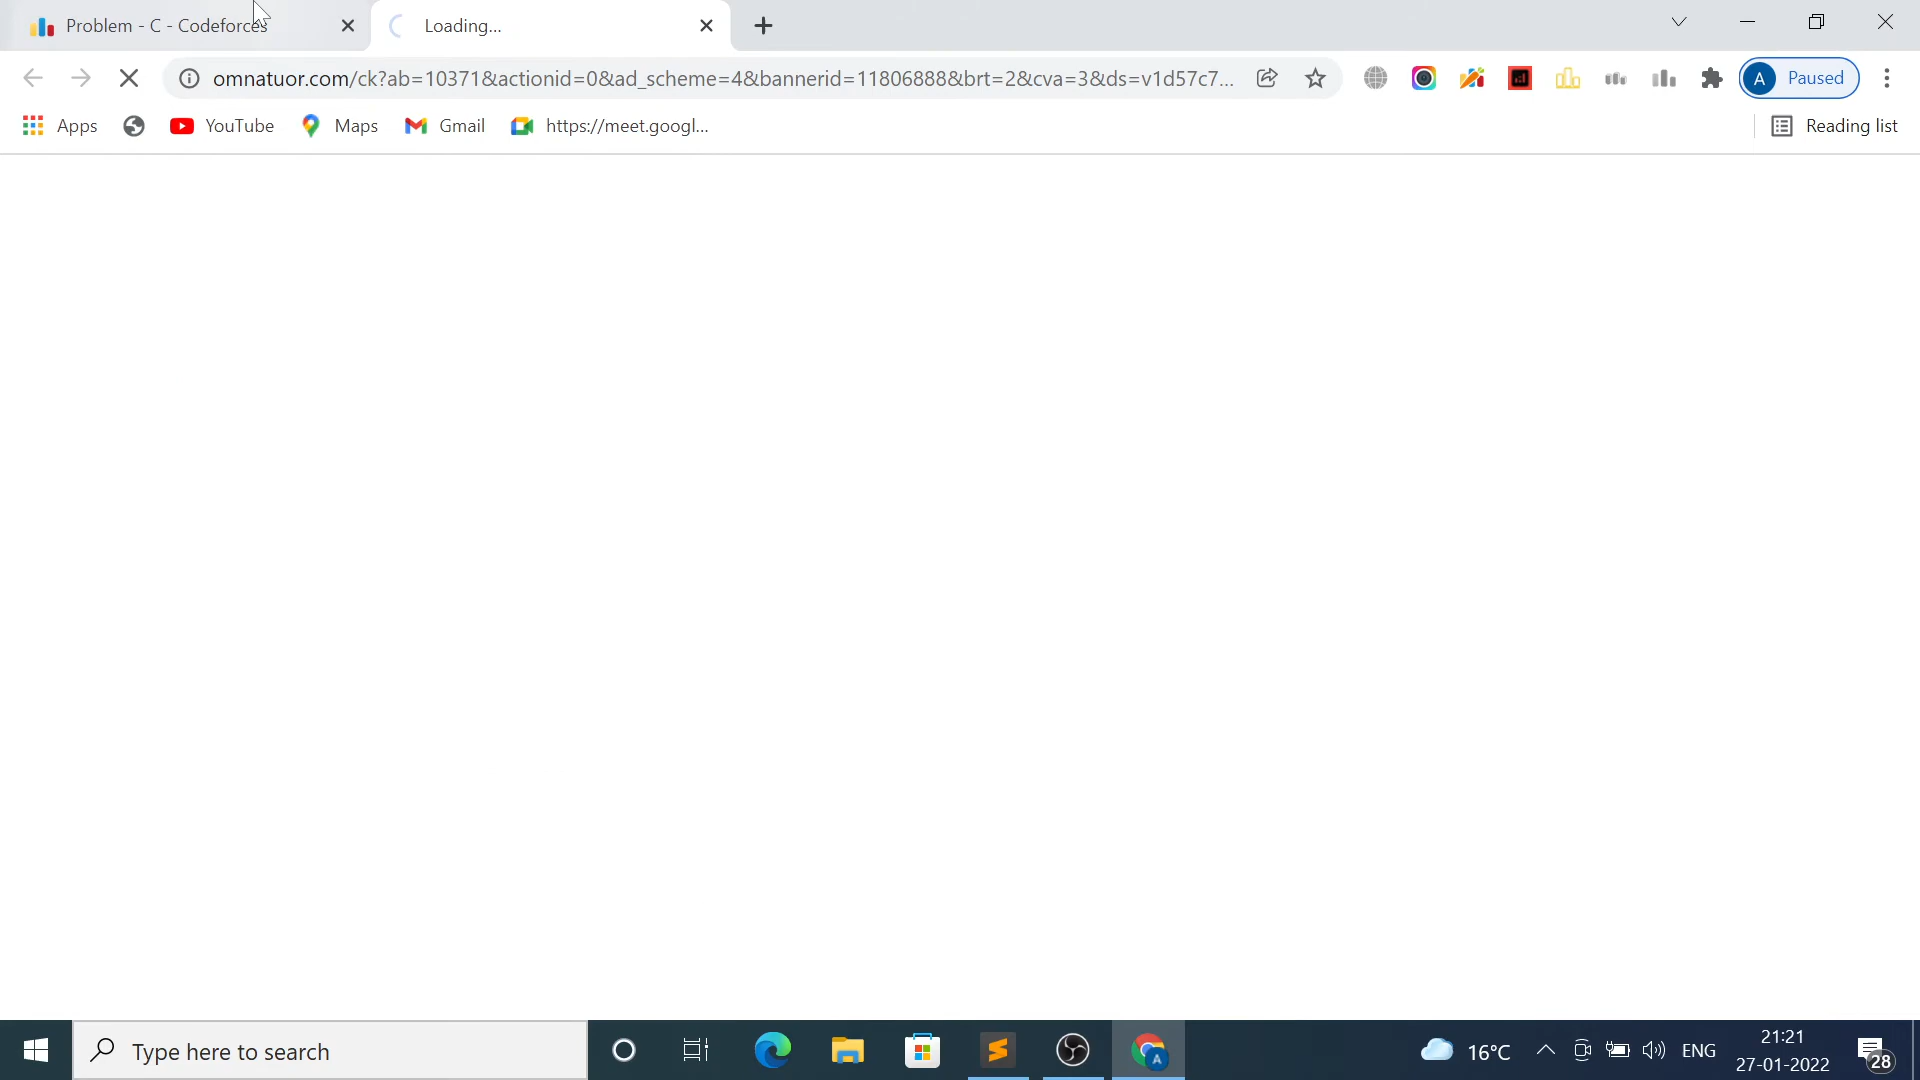 Problem - C - Codeforces
Loading...
omnatuor.com/ck?ab=10371&actionid=0&ad_scheme=4&bannerid=11806888&brt=2&cva=3&ds=v1d57c7...
A Paused
Apps
YouTube
Maps
Gmail
https://meet.googl...
Reading list
Type here to search
A
16°C
ENG
21:21
27-01-2022
28